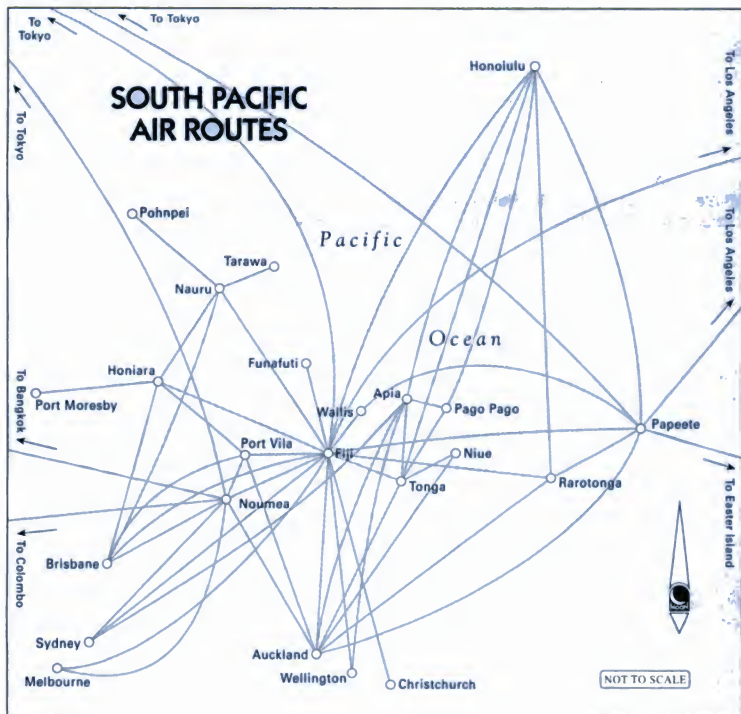 To
Tokyo
To Tokyo
Honolulu
To Los Angeles
SOUTH PACIFIC
AIR ROUTES
To Tokyo
Pohnpei
Pacific
To Los Angeles
Tarawa
Nauru
Ocean
Funafuti
Honiara
To Bangkok
Port Moresby
Wallis
Apia
Pago Pago
Papeete
Port Vila
Fiji
Niue
Tonga
Rarotonga
Noumea
To Easter Island
To Colombo
Brisbane
Sydney
Auckland
Melbourne
Wellington
Christchurch
MOON
NOT TO SCALE